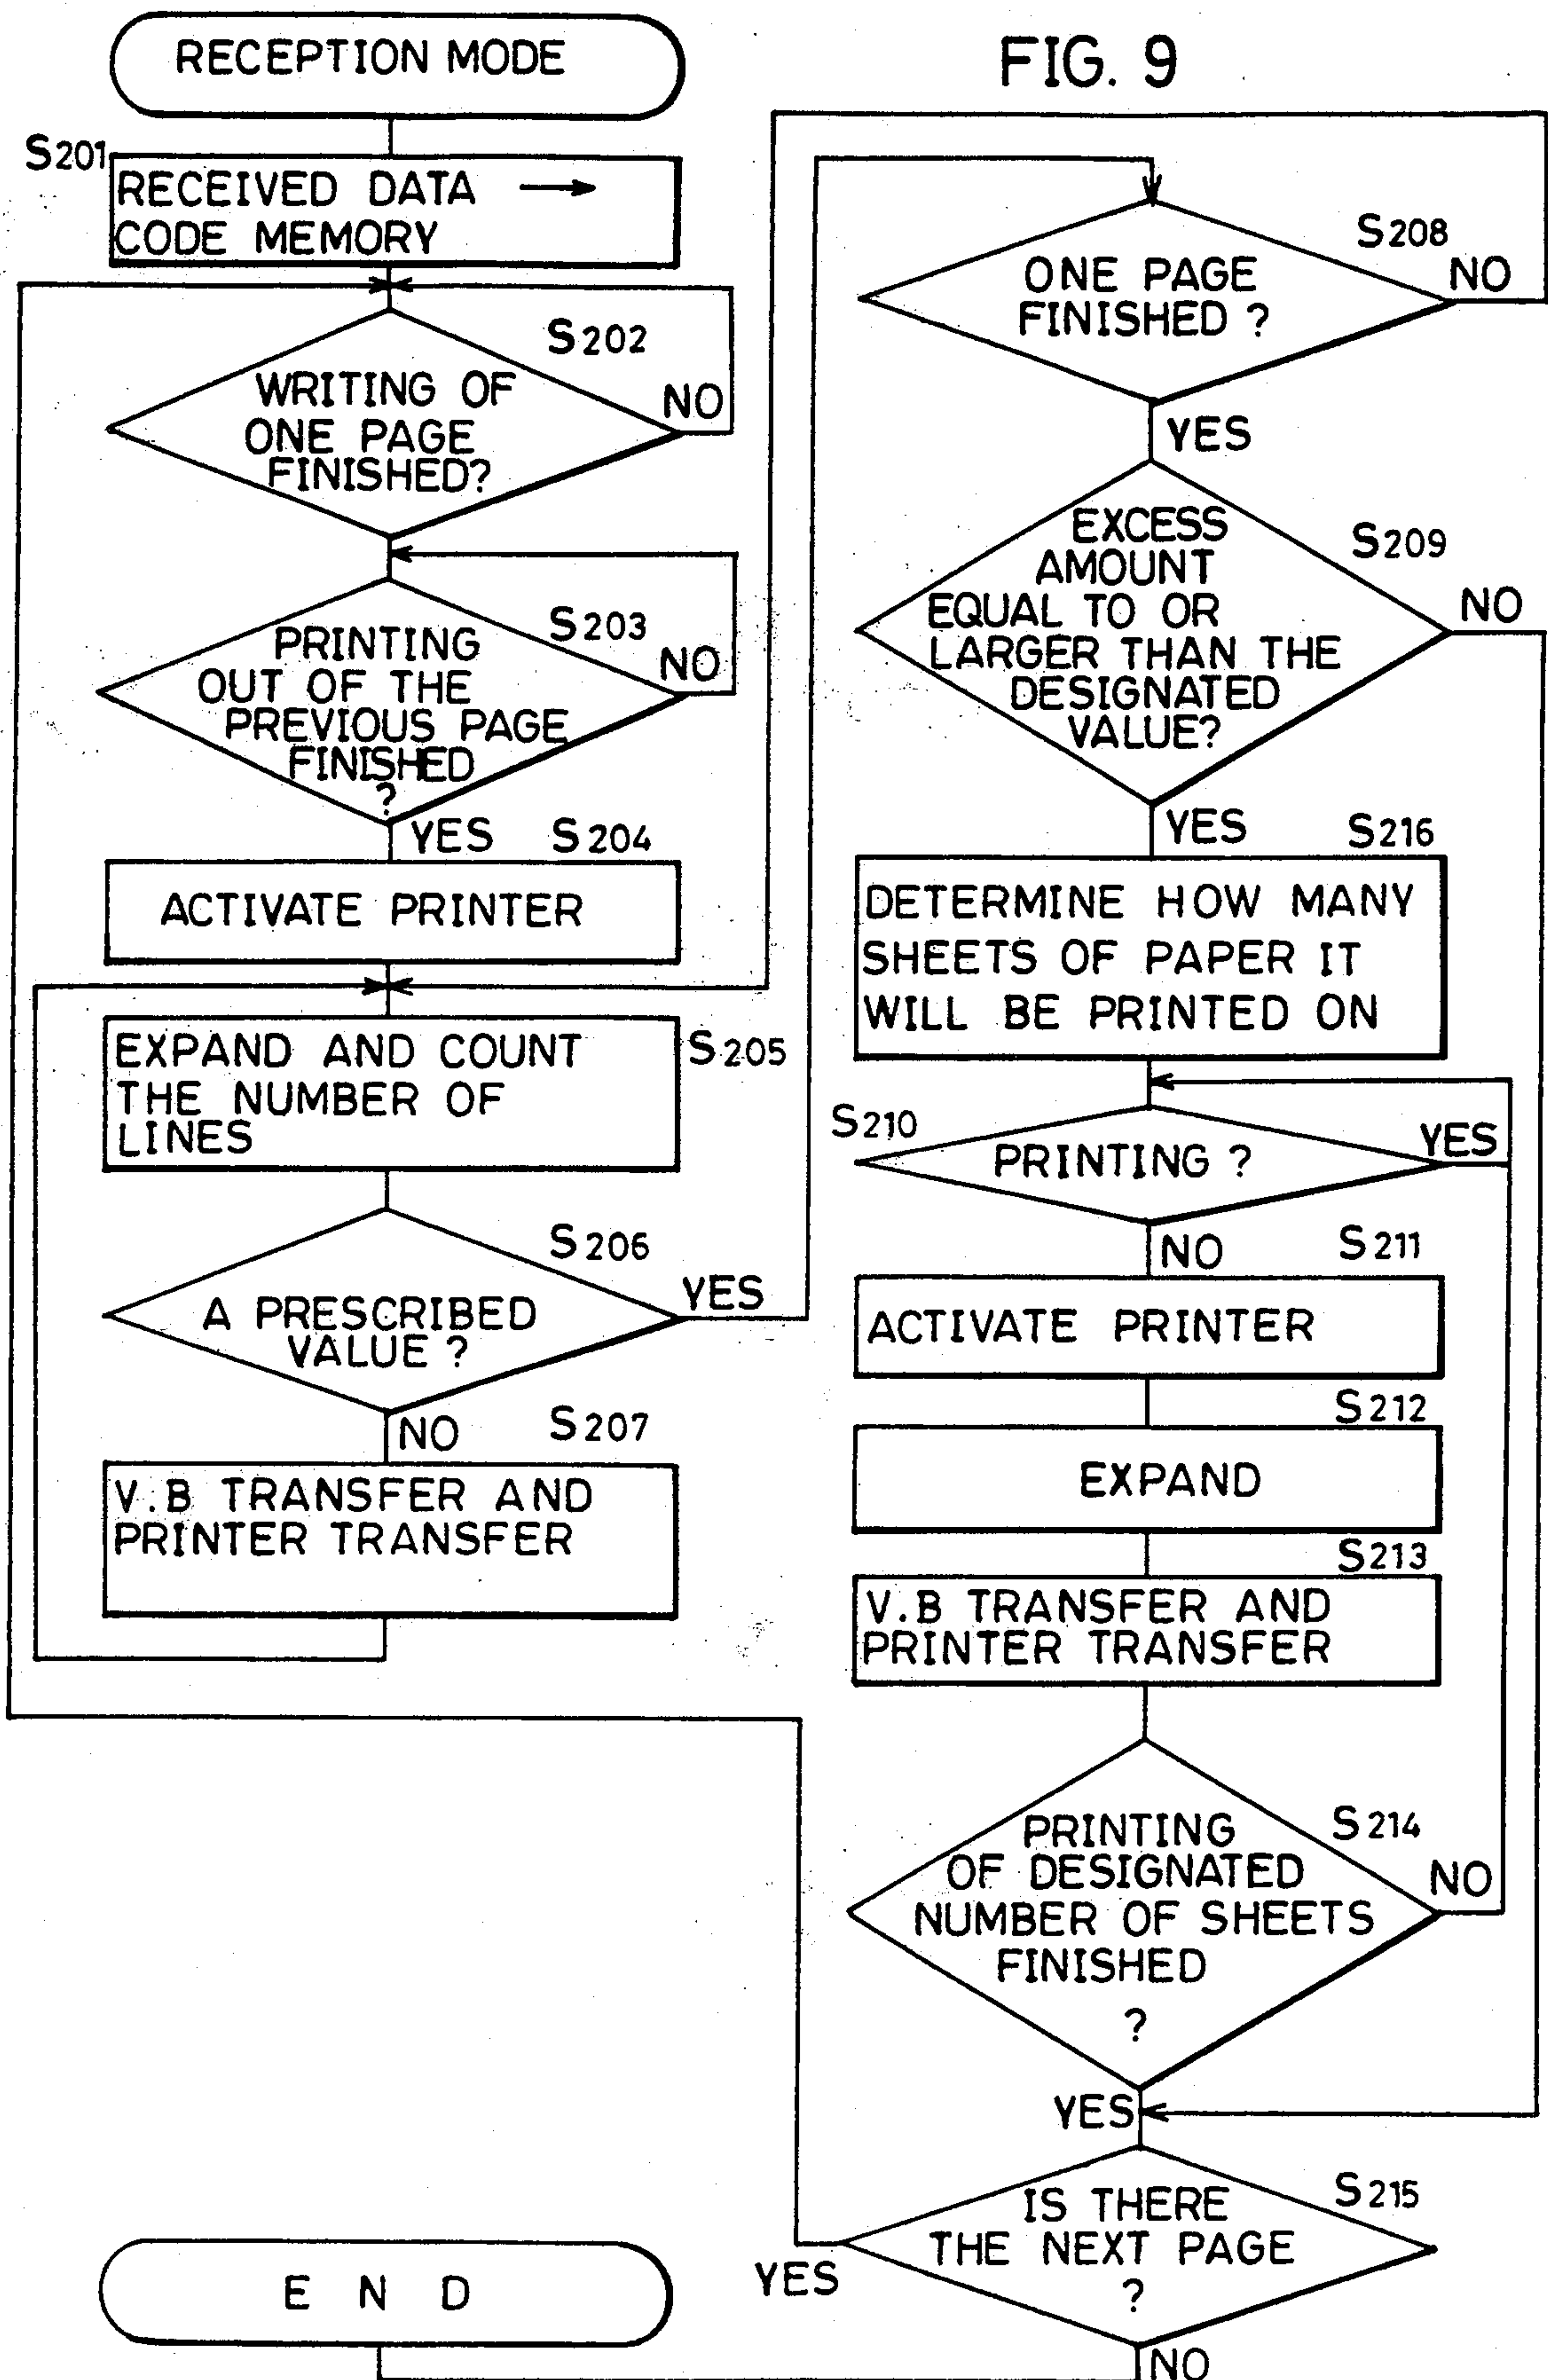 FIG. 9
RECEPTION MODE
S201
RECEIVED DATA →
CODE MEMORY
S202
WRITING OF
ONE PAGE
FINISHED?
NO
S203
PRINTING
OUT OF THE
PREVIOUS PAGE
FINISHED
?
NO
YES
S204
ACTIVATE PRINTER
S205
EXPAND AND COUNT
THE NUMBER OF
LINES
S206
A PRESCRIBED
VALUE ?
YES
NO
S207
V.B TRANSFER AND
PRINTER TRANSFER
S208
ONE PAGE
FINISHED ?
NO
YES
S209
EXCESS
AMOUNT
EQUAL TO OR
LARGER THAN THE
DESIGNATED
VALUE?
NO
YES
S216
DETERMINE HOW MANY
SHEETS OF PAPER IT
WILL BE PRINTED ON
S210
PRINTING ?
YES
NO
S211
ACTIVATE PRINTER
S212
EXPAND
S213
V.B TRANSFER AND
PRINTER TRANSFER
S214
PRINTING
OF DESIGNATED
NUMBER OF SHEETS
FINISHED
?
NO
YES
S215
IS THERE
THE NEXT PAGE
?
YES
NO
E N D